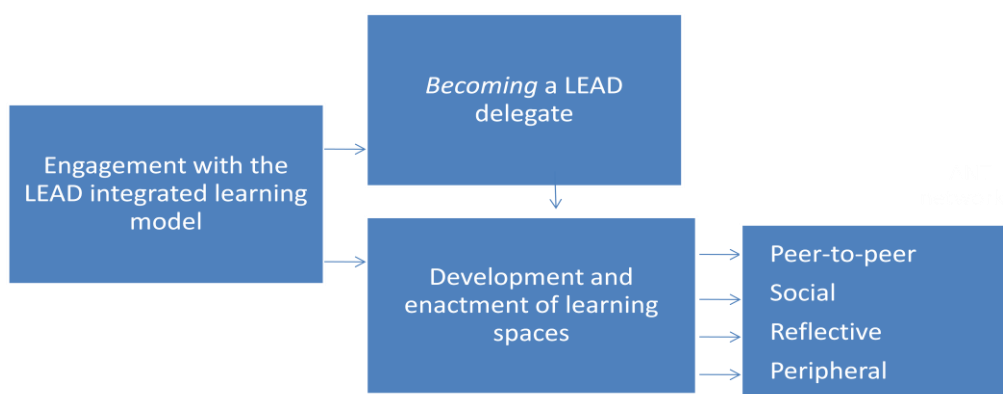 Becoming a LEAD
delegate
Engagement with the
LEAD integrated learning
model
Development and
enactment of learning
spaces
Peer-to-peer
Social
Reflective
Peripheral